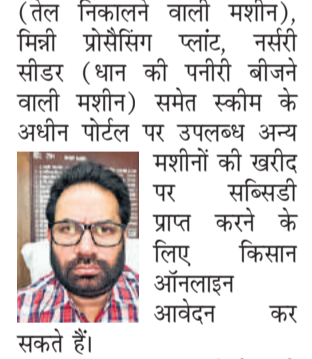 (तेल निकालने वाली मशीन),
मिन्नी प्रोसैसिंग प्लांट, नर्सरी
सीडर (धान की पनीरी बीजने
वाली मशीन) समेत स्कीम के
अधीन पोर्टल पर उपलब्ध अन्य
मशीनों की खरीद
पर सब्सिडी
प्राप्त करने के
लिए किसान
ऑनलाइन
आवेदन कर
सकते हैं।